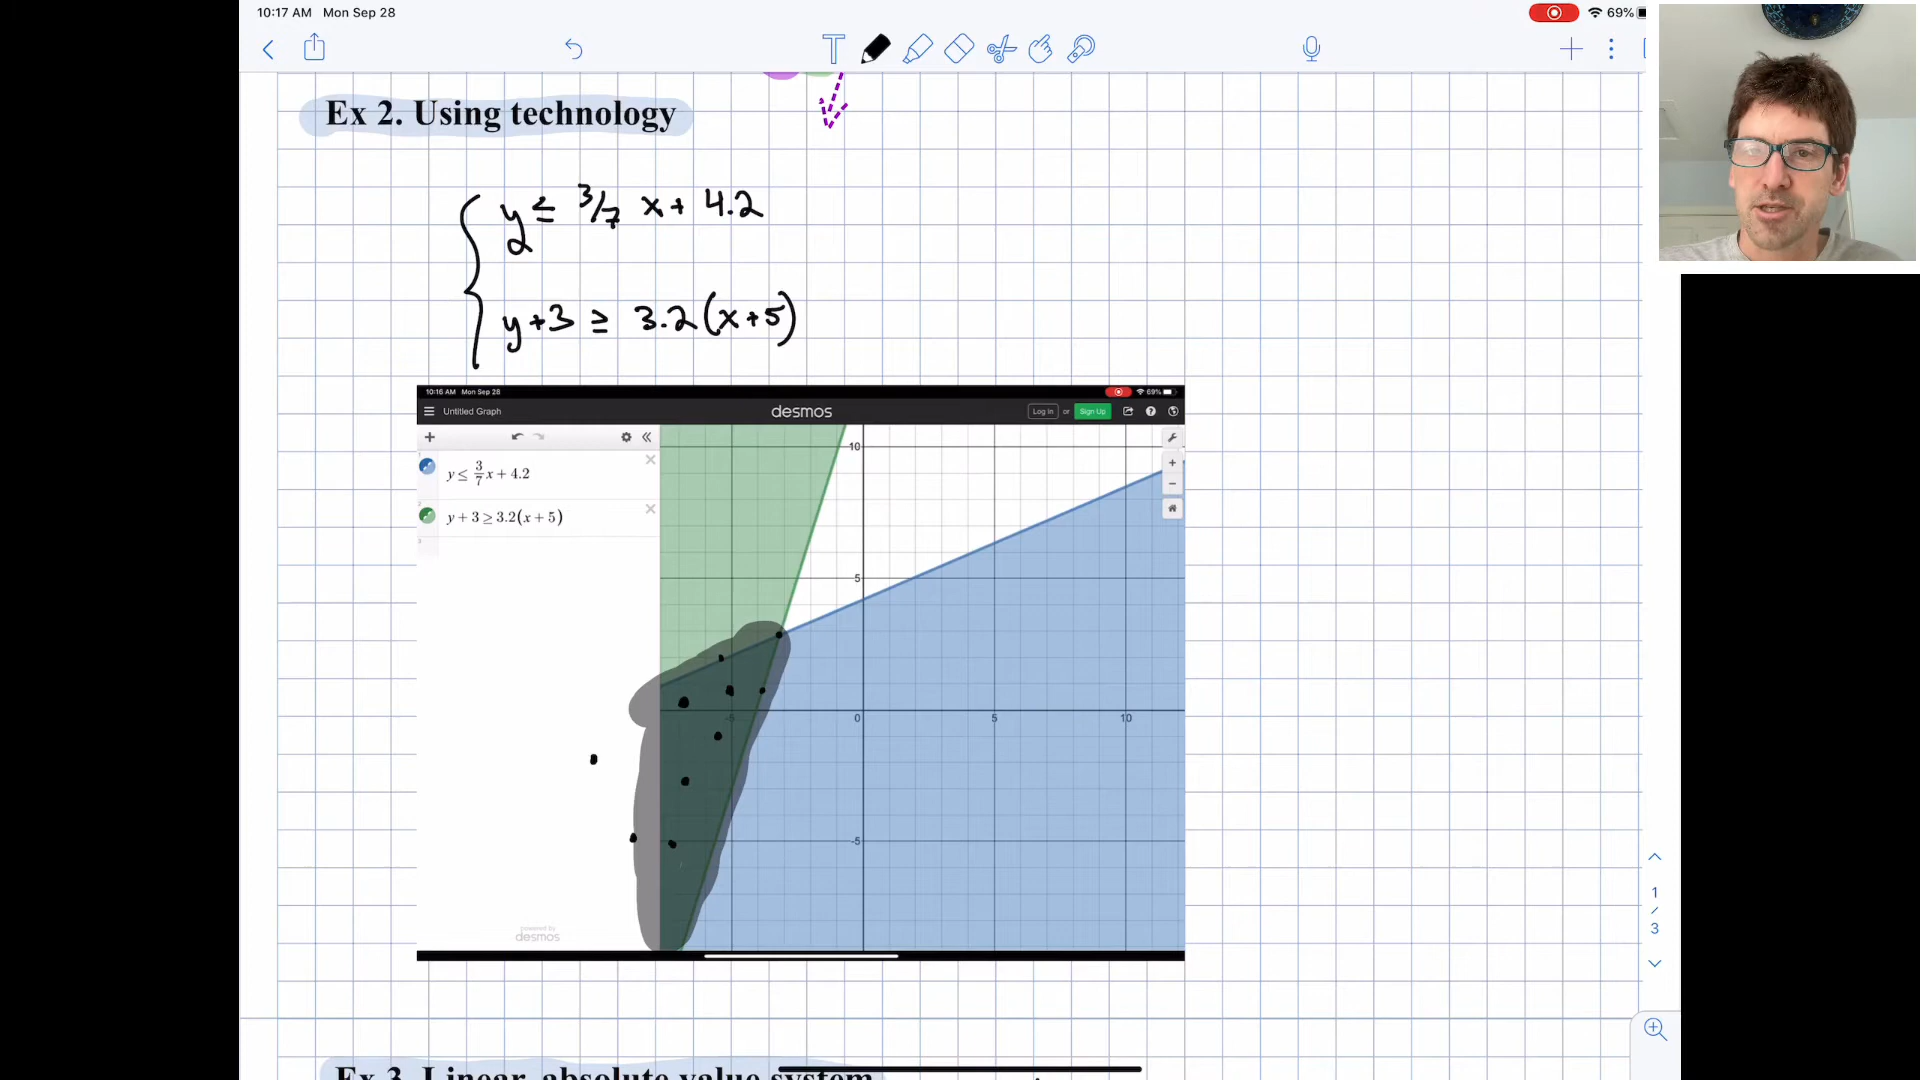 10:17 AM Mon Sep 28
69%
T
Ex 2. Using technology
y ≤ 3/7 x + 4.2
y+3 ≥ 3.2(x+5)
10:16 AM Mon Sep 28
69%
Untitled Graph
desmos
Log In or Sign Up
y ≤ 3/7 x + 4.2
y + 3 ≥ 3.2(x + 5)
3
10
5
-5 0 5 10
-5
powered by
desmos
1
/
3
Ex 3. Linear, absolute value system